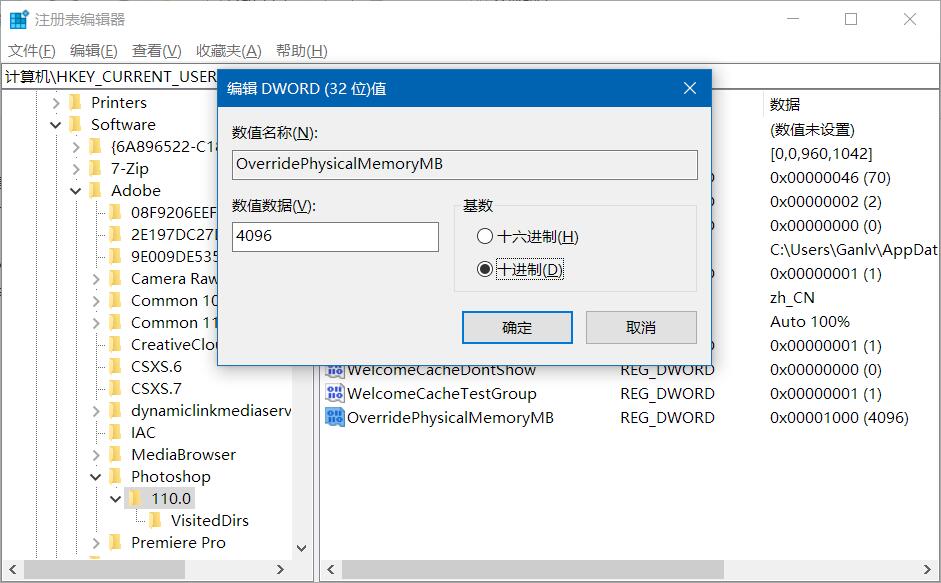 注册表编辑器
文件(F) 编辑(E) 查看(V) 收藏夹(A) 帮助(H)
计算机\HKEY_CURRENT_USER
Printers
Software
{6A896522-C18
7-Zip
Adobe
08F9206EEF
2E197DC27
9E009DE535
Camera Raw
Common 10
Common 11
CreativeClou
CSXS.6
CSXS.7
dynamiclinkmediaserv
IAC
MediaBrowser
Photoshop
110.0
VisitedDirs
Premiere Pro
编辑 DWORD (32 位)值
数值名称(N):
OverridePhysicalMemoryMB
数值数据(V):
4096
基数
十六进制(H)
十进制(D)
确定
取消
数据
(数值未设置)
[0,0,960,1042]
0x00000046 (70)
0x00000002 (2)
0x00000000 (0)
C:\Users\Ganlv\AppDat
0x00000001 (1)
zh_CN
Auto 100%
0x00000001 (1)
WelcomeCacheDontShow REG_DWORD 0x00000000 (0)
WelcomeCacheTestGroup REG_DWORD 0x00000001 (1)
OverridePhysicalMemoryMB REG_DWORD 0x00001000 (4096)